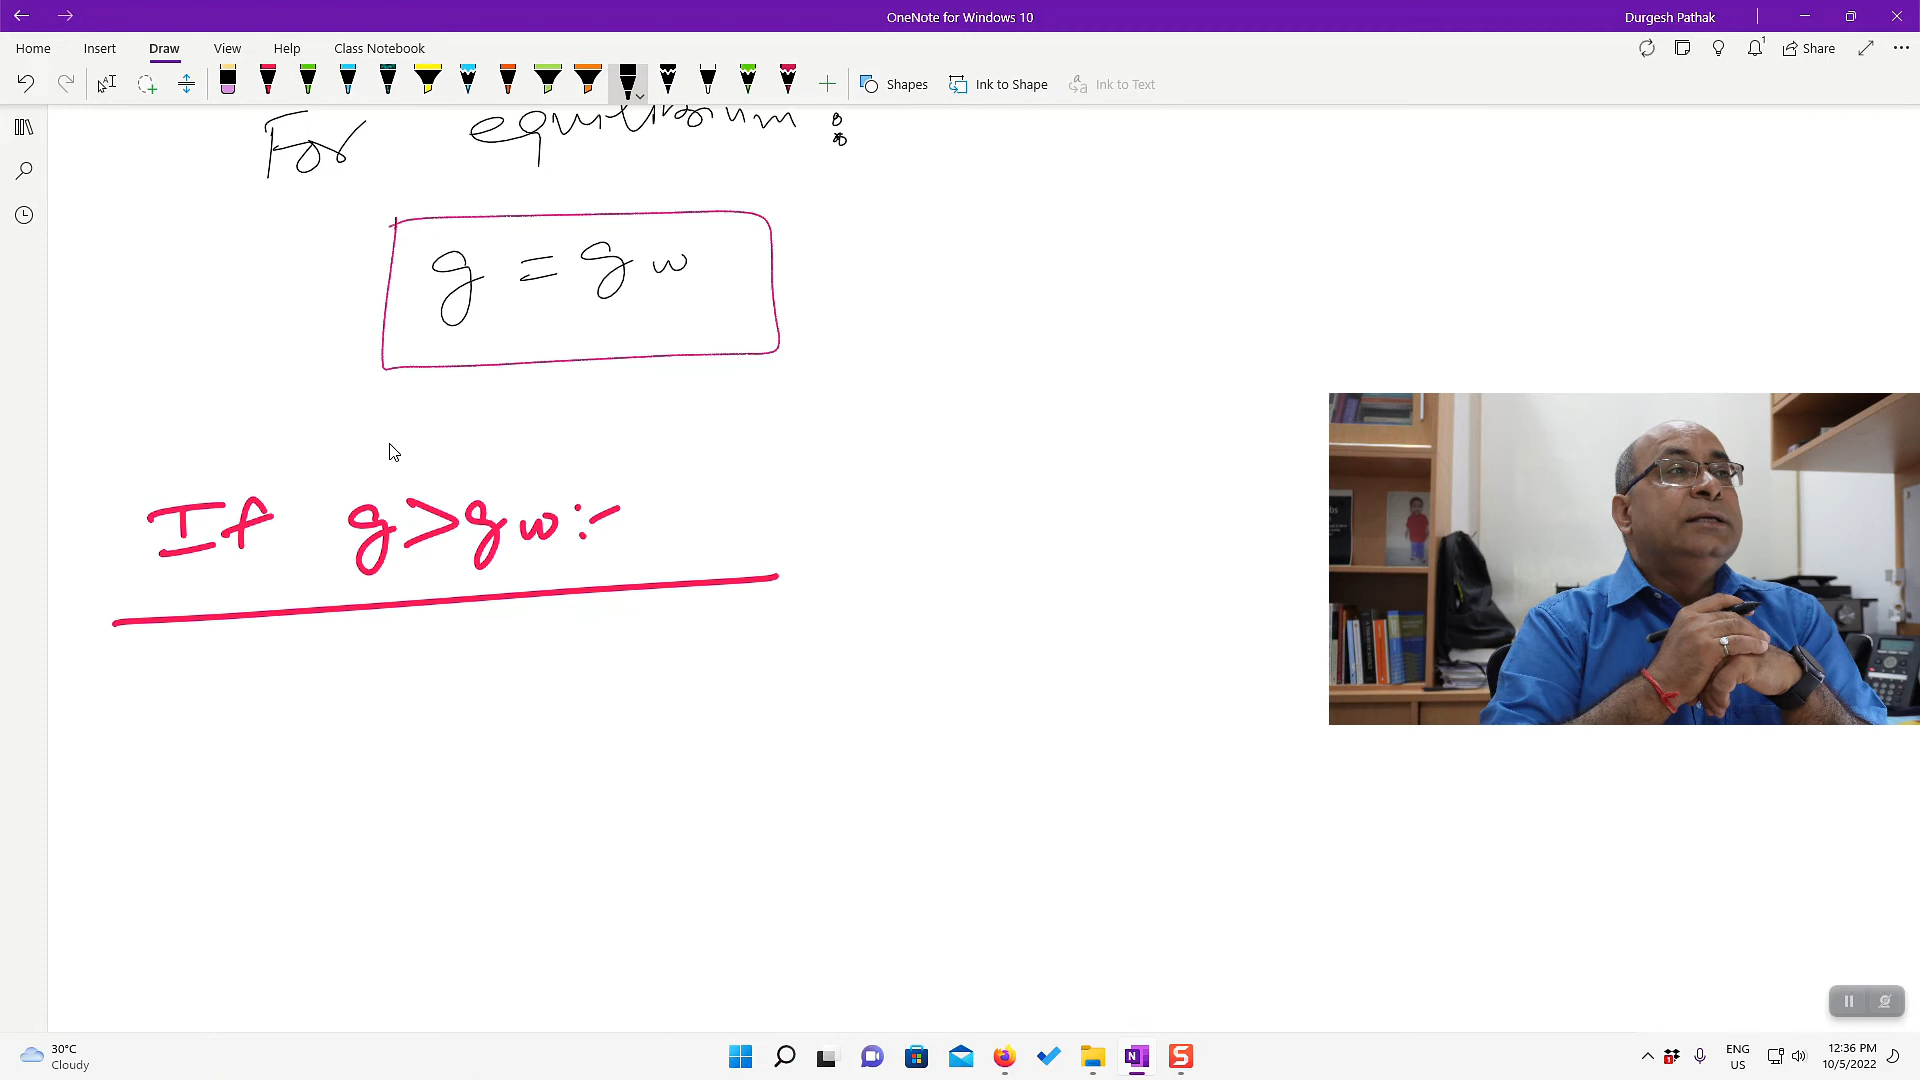 OneNote for Windows 10
Durgesh Pathak
Home Insert Draw View Help Class Notebook
1
Share
Shapes Ink to Shape Ink to Text
For equilibrium :
g = gw
If g > gw :-
30°C
Cloudy
ENG
US
12:36 PM
10/5/2022